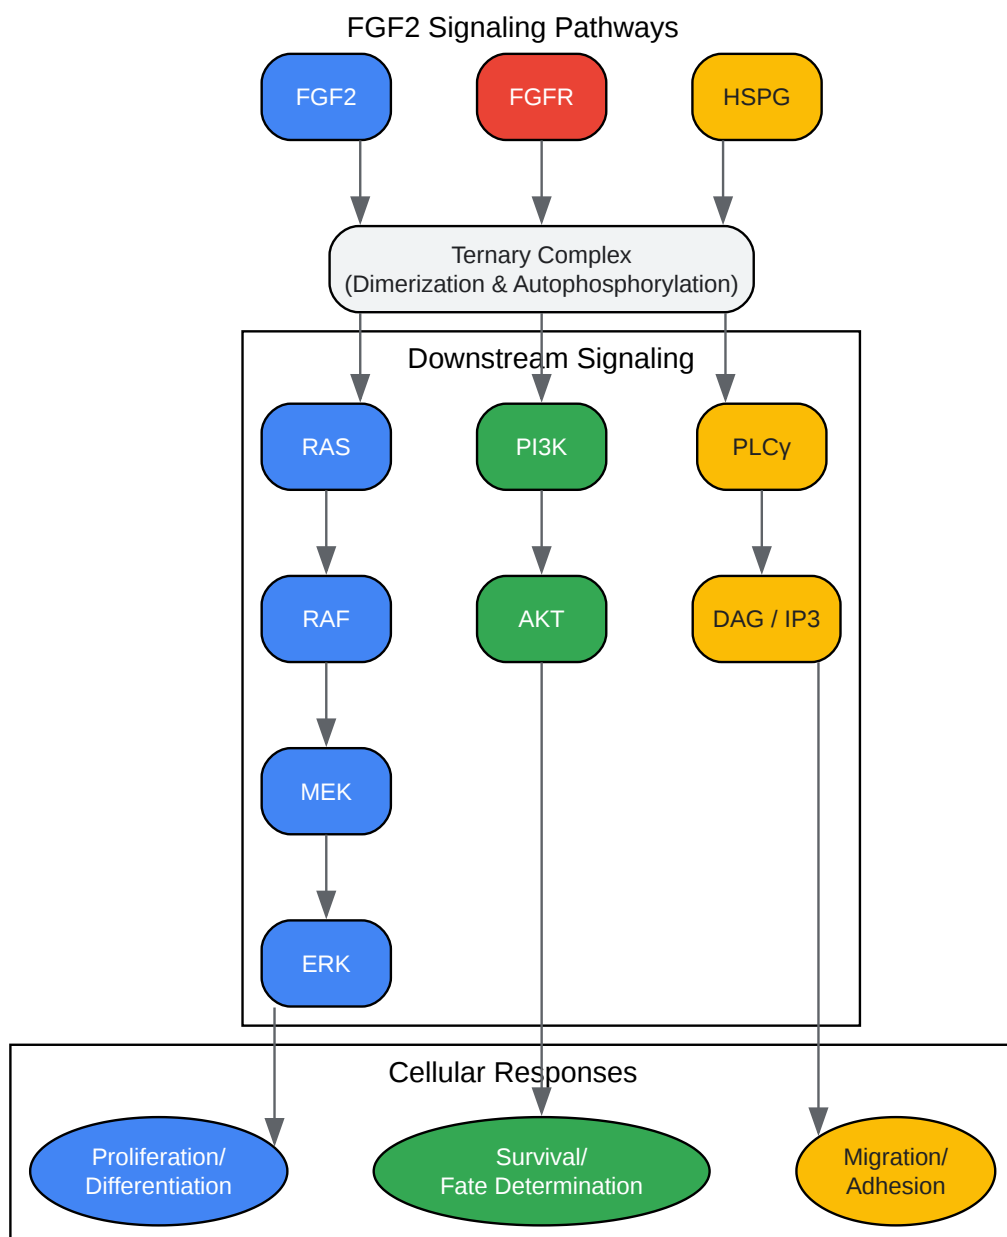 FGF2 Signaling Pathways
FGF2
FGFR
HSPG
Ternary Complex
(Dimerization & Autophosphorylation)
Downstream Signaling
RAS
PI3K
PLCγ
RAF
AKT
DAG / IP3
MEK
ERK
Cellular Responses
Proliferation/
Differentiation
Survival/
Fate Determination
Migration/
Adhesion